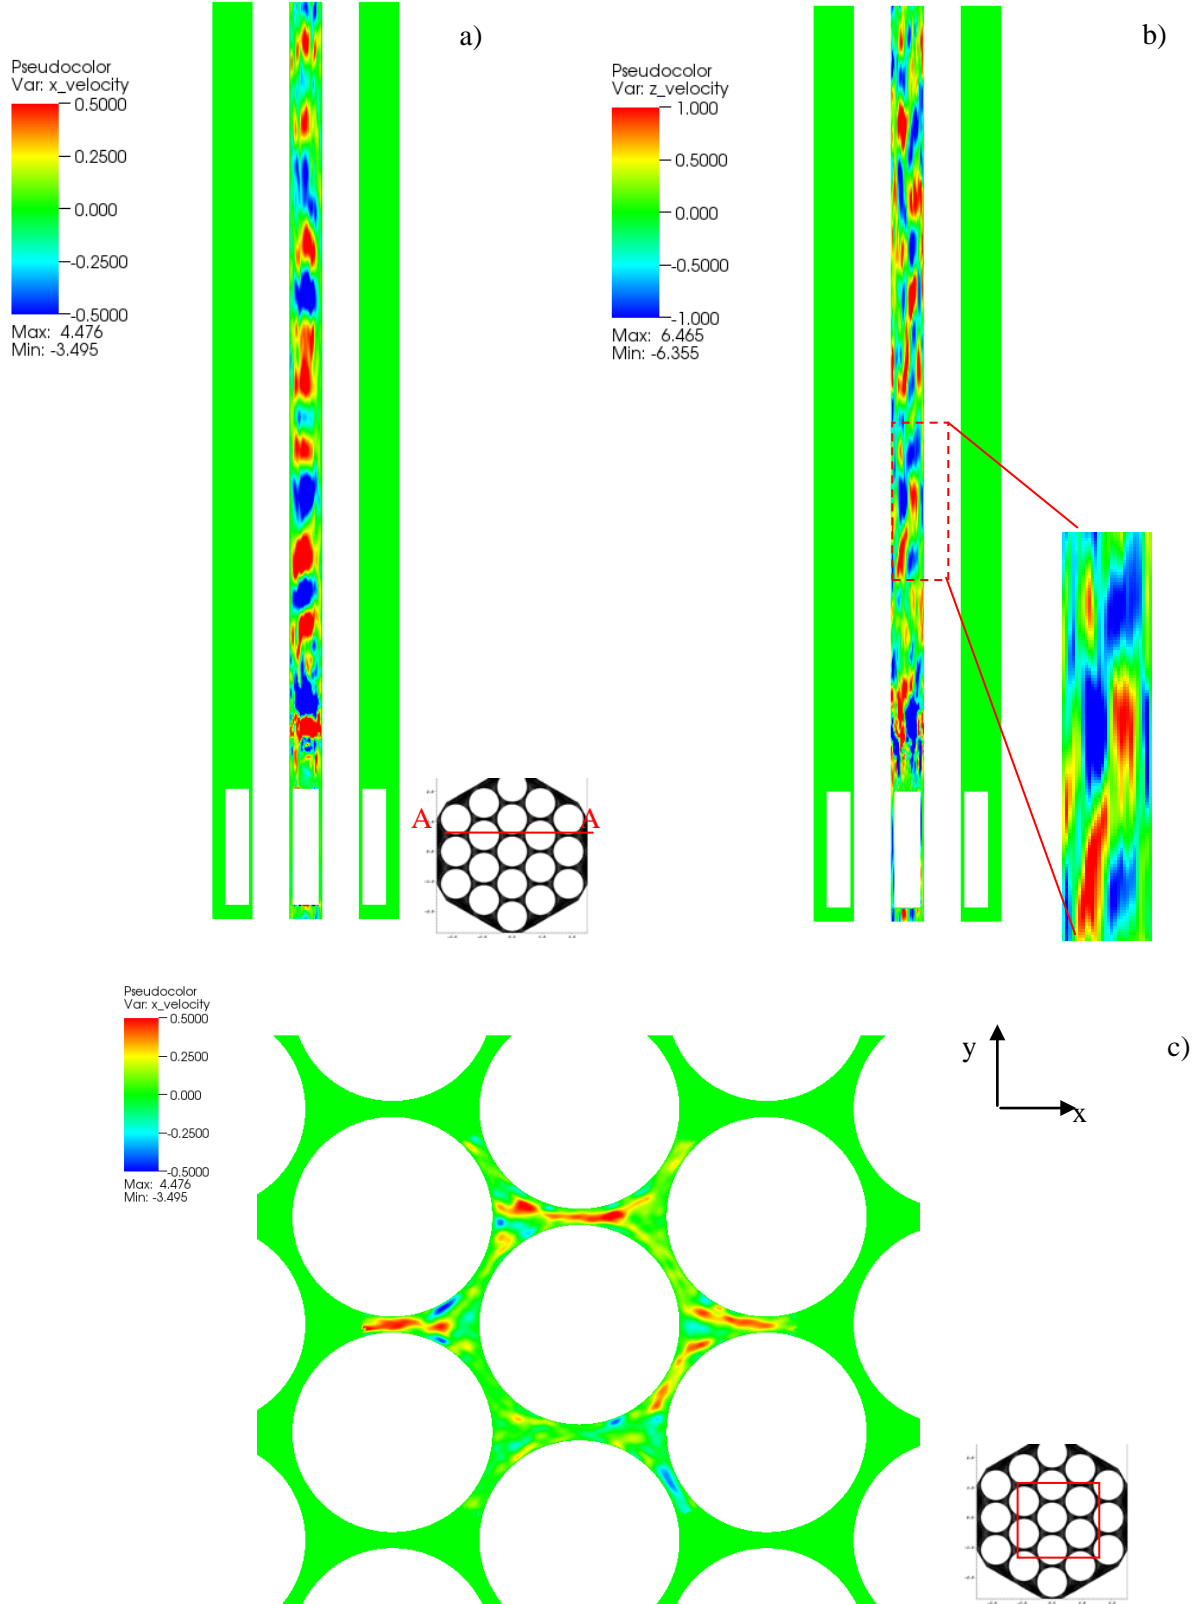 a)
Pseudocolor
Var: x_velocity
0.5000
0.2500
0.000
-0.2500
-0.5000
Max: 4.476
Min: -3.495
b)
Pseudocolor
Var: z_velocity
1.000
0.5000
0.000
-0.5000
-1.000
Max: 6.465
Min: -6.355
A A
Pseudocolor
Var: x_velocity
0.5000
0.2500
0.000
-0.2500
-0.5000
Max: 4.476
Min: -3.495
c)
y
x